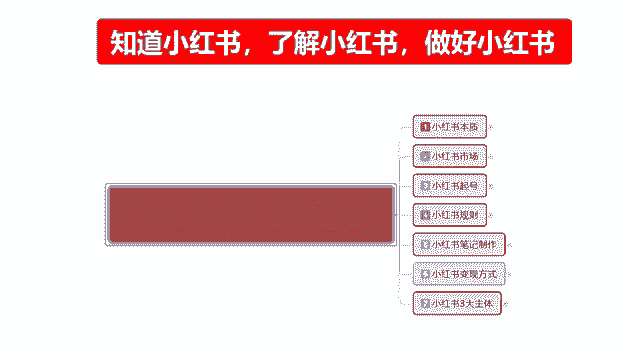 知道小红书，了解小红书，做好小红书
1 小红书本质
2 小红书市场
3 小红书起号
4 小红书规则
5 小红书笔记制作
6 小红书变现方式
7 小红书3大主体